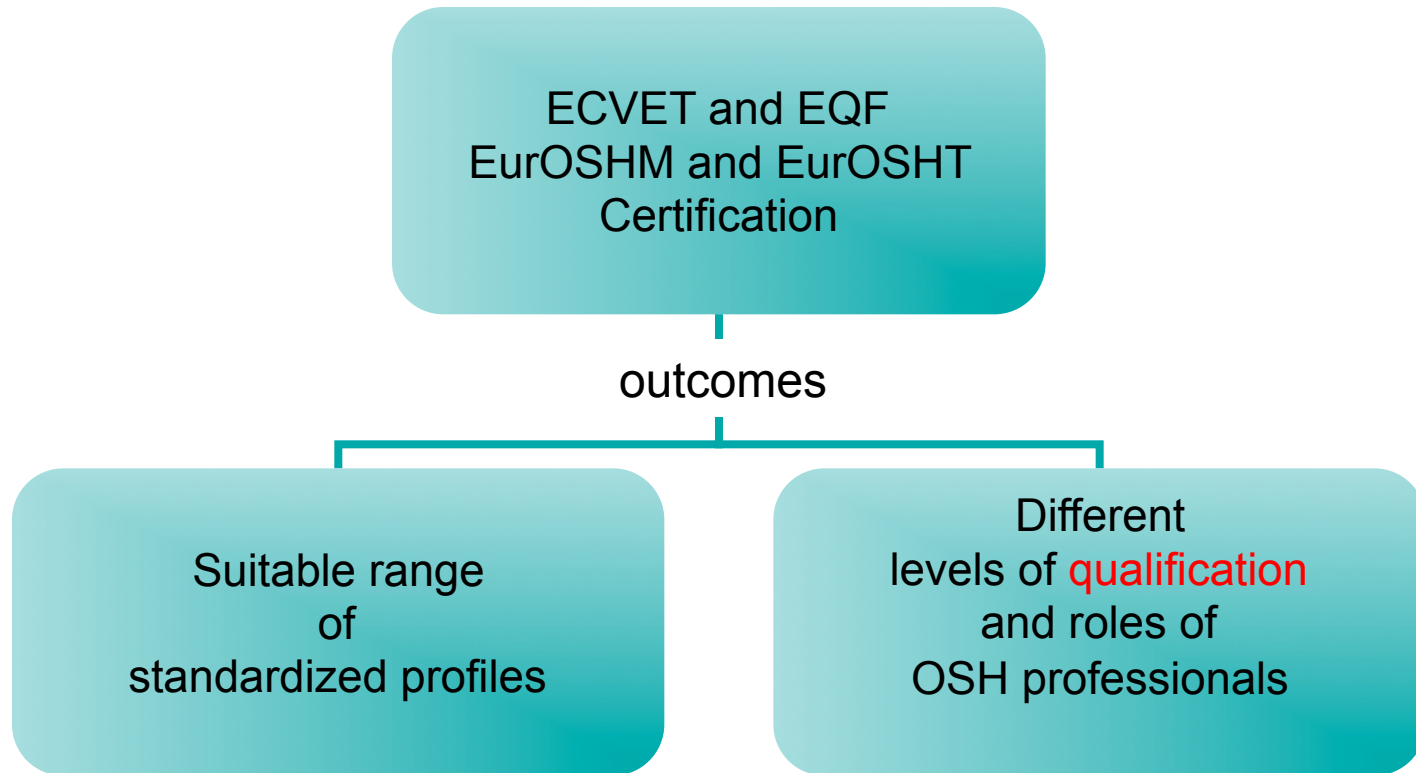 ECVET and EQF
EurOSHM and EurOSHT
Certification
outcomes
Suitable range
of
standardized profiles
Different
levels of qualification
and roles of
OSH professionals